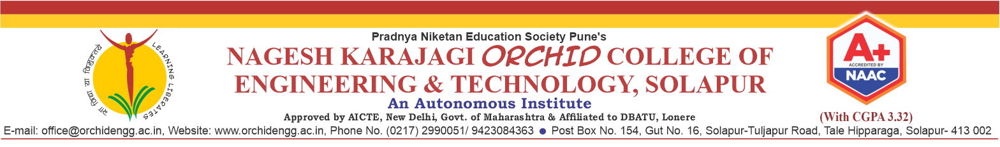 Pradnya Niketan Education Society Pune's
NAGESH KARAJAGI ORCHID COLLEGE OF
ENGINEERING & TECHNOLOGY, SOLAPUR
An Autonomous Institute
Approved by AICTE, New Delhi, Govt. of Maharashtra & Affiliated to DBATU, Lonere
E-mail: office@orchidengg.ac.in, Website: www.orchidengg.ac.in, Phone No. (0217) 2990051/ 9423084363 ● Post Box No. 154, Gut No. 16, Solapur-Tuljapur Road, Tale Hipparaga, Solapur- 413 002
सा विद्या या विमुक्तये
LEARNING LIBERATES
A+
ACCREDITED BY
NAAC
(With CGPA 3.32)